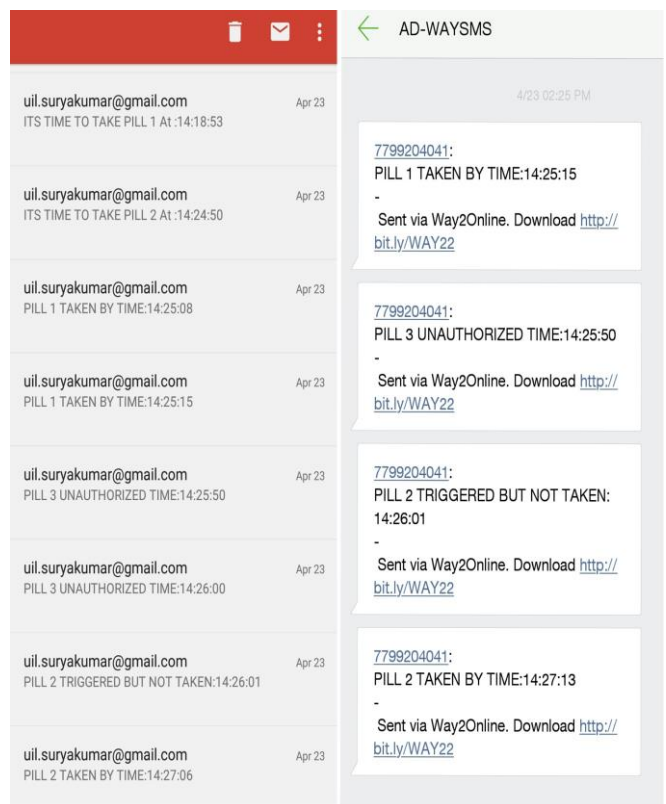 uil.suryakumar@gmail.com Apr 23
ITS TIME TO TAKE PILL 1 At :14:18:53
uil.suryakumar@gmail.com Apr 23
ITS TIME TO TAKE PILL 2 At :14:24:50
uil.suryakumar@gmail.com Apr 23
PILL 1 TAKEN BY TIME:14:25:08
uil.suryakumar@gmail.com Apr 23
PILL 1 TAKEN BY TIME:14:25:15
uil.suryakumar@gmail.com Apr 23
PILL 3 UNAUTHORIZED TIME:14:25:50
uil.suryakumar@gmail.com Apr 23
PILL 3 UNAUTHORIZED TIME:14:26:00
uil.suryakumar@gmail.com Apr 23
PILL 2 TRIGGERED BUT NOT TAKEN:14:26:01
uil.suryakumar@gmail.com Apr 23
PILL 2 TAKEN BY TIME:14:27:06
AD-WAYSMS
4/23 02:25 PM
7799204041:
PILL 1 TAKEN BY TIME:14:25:15
-
Sent via Way2Online. Download http://
bit.ly/WAY22
7799204041:
PILL 3 UNAUTHORIZED TIME:14:25:50
-
Sent via Way2Online. Download http://
bit.ly/WAY22
7799204041:
PILL 2 TRIGGERED BUT NOT TAKEN:
14:26:01
-
Sent via Way2Online. Download http://
bit.ly/WAY22
7799204041:
PILL 2 TAKEN BY TIME:14:27:13
-
Sent via Way2Online. Download http://
bit.ly/WAY22